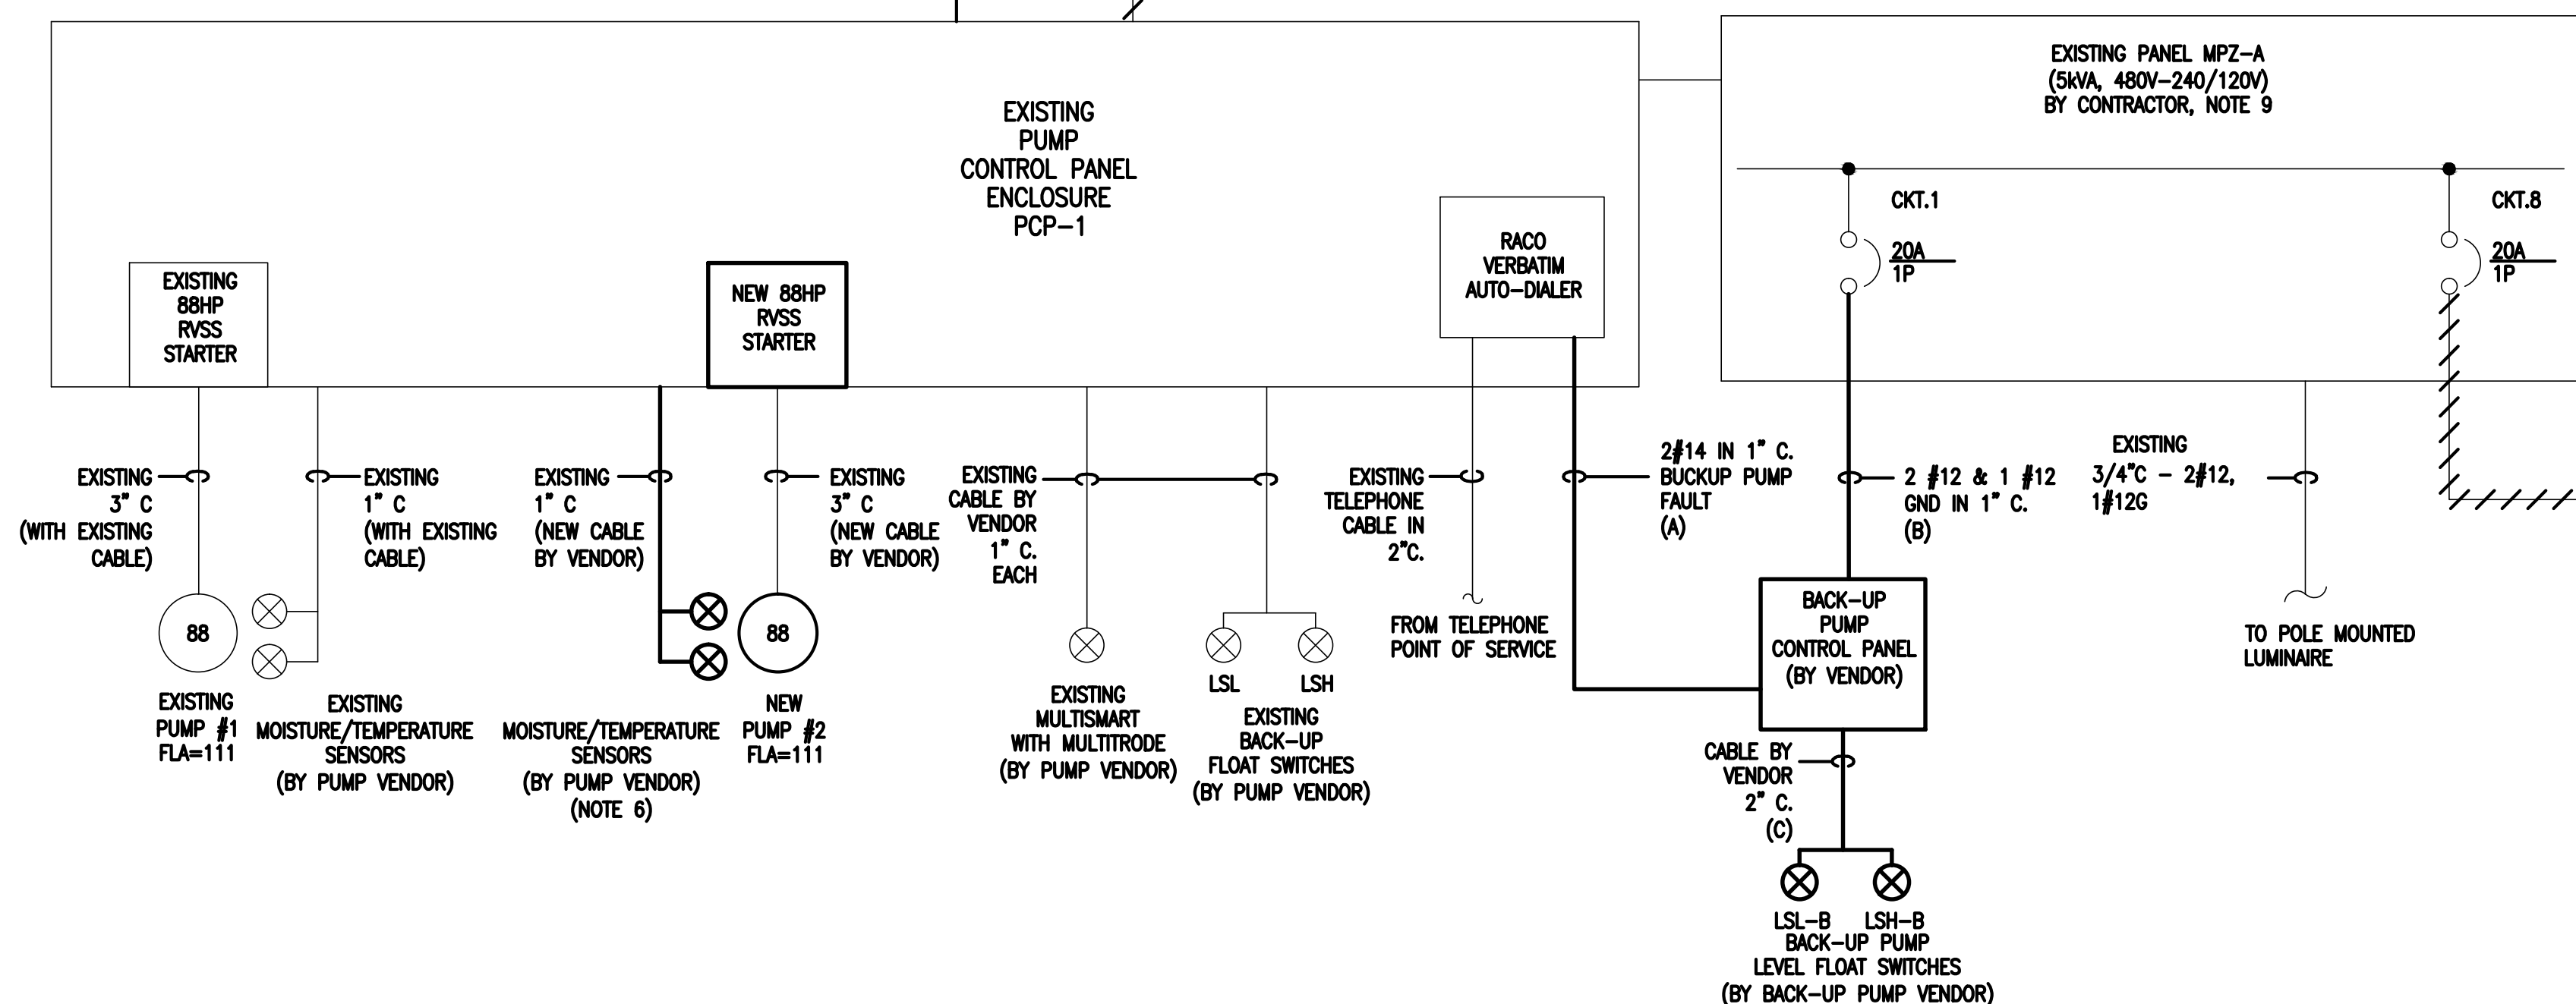 EXISTING PANEL MPZ-A
(5kVA, 480V-240/120V)
BY CONTRACTOR, NOTE 9
EXISTING
PUMP
CONTROL PANEL
ENCLOSURE
PCP-1
CKT.1
20A
1P
CKT.8
20A
1P
RACO
VERBATIM
AUTO-DIALER
EXISTING
88HP
RVSS
STARTER
NEW 88HP
RVSS
STARTER
EXISTING
3" C
(WITH EXISTING
CABLE)
EXISTING
1" C
(WITH EXISTING
CABLE)
EXISTING
1" C
(NEW CABLE
BY VENDOR)
EXISTING
3" C
(NEW CABLE
BY VENDOR)
EXISTING
CABLE BY
VENDOR
1" C.
EACH
EXISTING
TELEPHONE
CABLE IN
2"C.
2#14 IN 1" C.
BUCKUP PUMP
FAULT
(A)
2 #12 & 1 #12
GND IN 1" C.
(B)
EXISTING
3/4"C - 2#12,
1#12G
88
88
FROM TELEPHONE
POINT OF SERVICE
BACK-UP
PUMP
CONTROL PANEL
(BY VENDOR)
TO POLE MOUNTED
LUMINAIRE
EXISTING
PUMP #1
FLA=111
EXISTING
MOISTURE/TEMPERATURE
SENSORS
(BY PUMP VENDOR)
MOISTURE/TEMPERATURE
SENSORS
(BY PUMP VENDOR)
(NOTE 6)
NEW
PUMP #2
FLA=111
EXISTING
MULTISMART
WITH MULTITRODE
(BY PUMP VENDOR)
LSL
LSH
EXISTING
BACK-UP
FLOAT SWITCHES
(BY PUMP VENDOR)
CABLE BY
VENDOR
2" C.
(C)
LSL-B
LSH-B
BACK-UP PUMP
LEVEL FLOAT SWITCHES
(BY BACK-UP PUMP VENDOR)